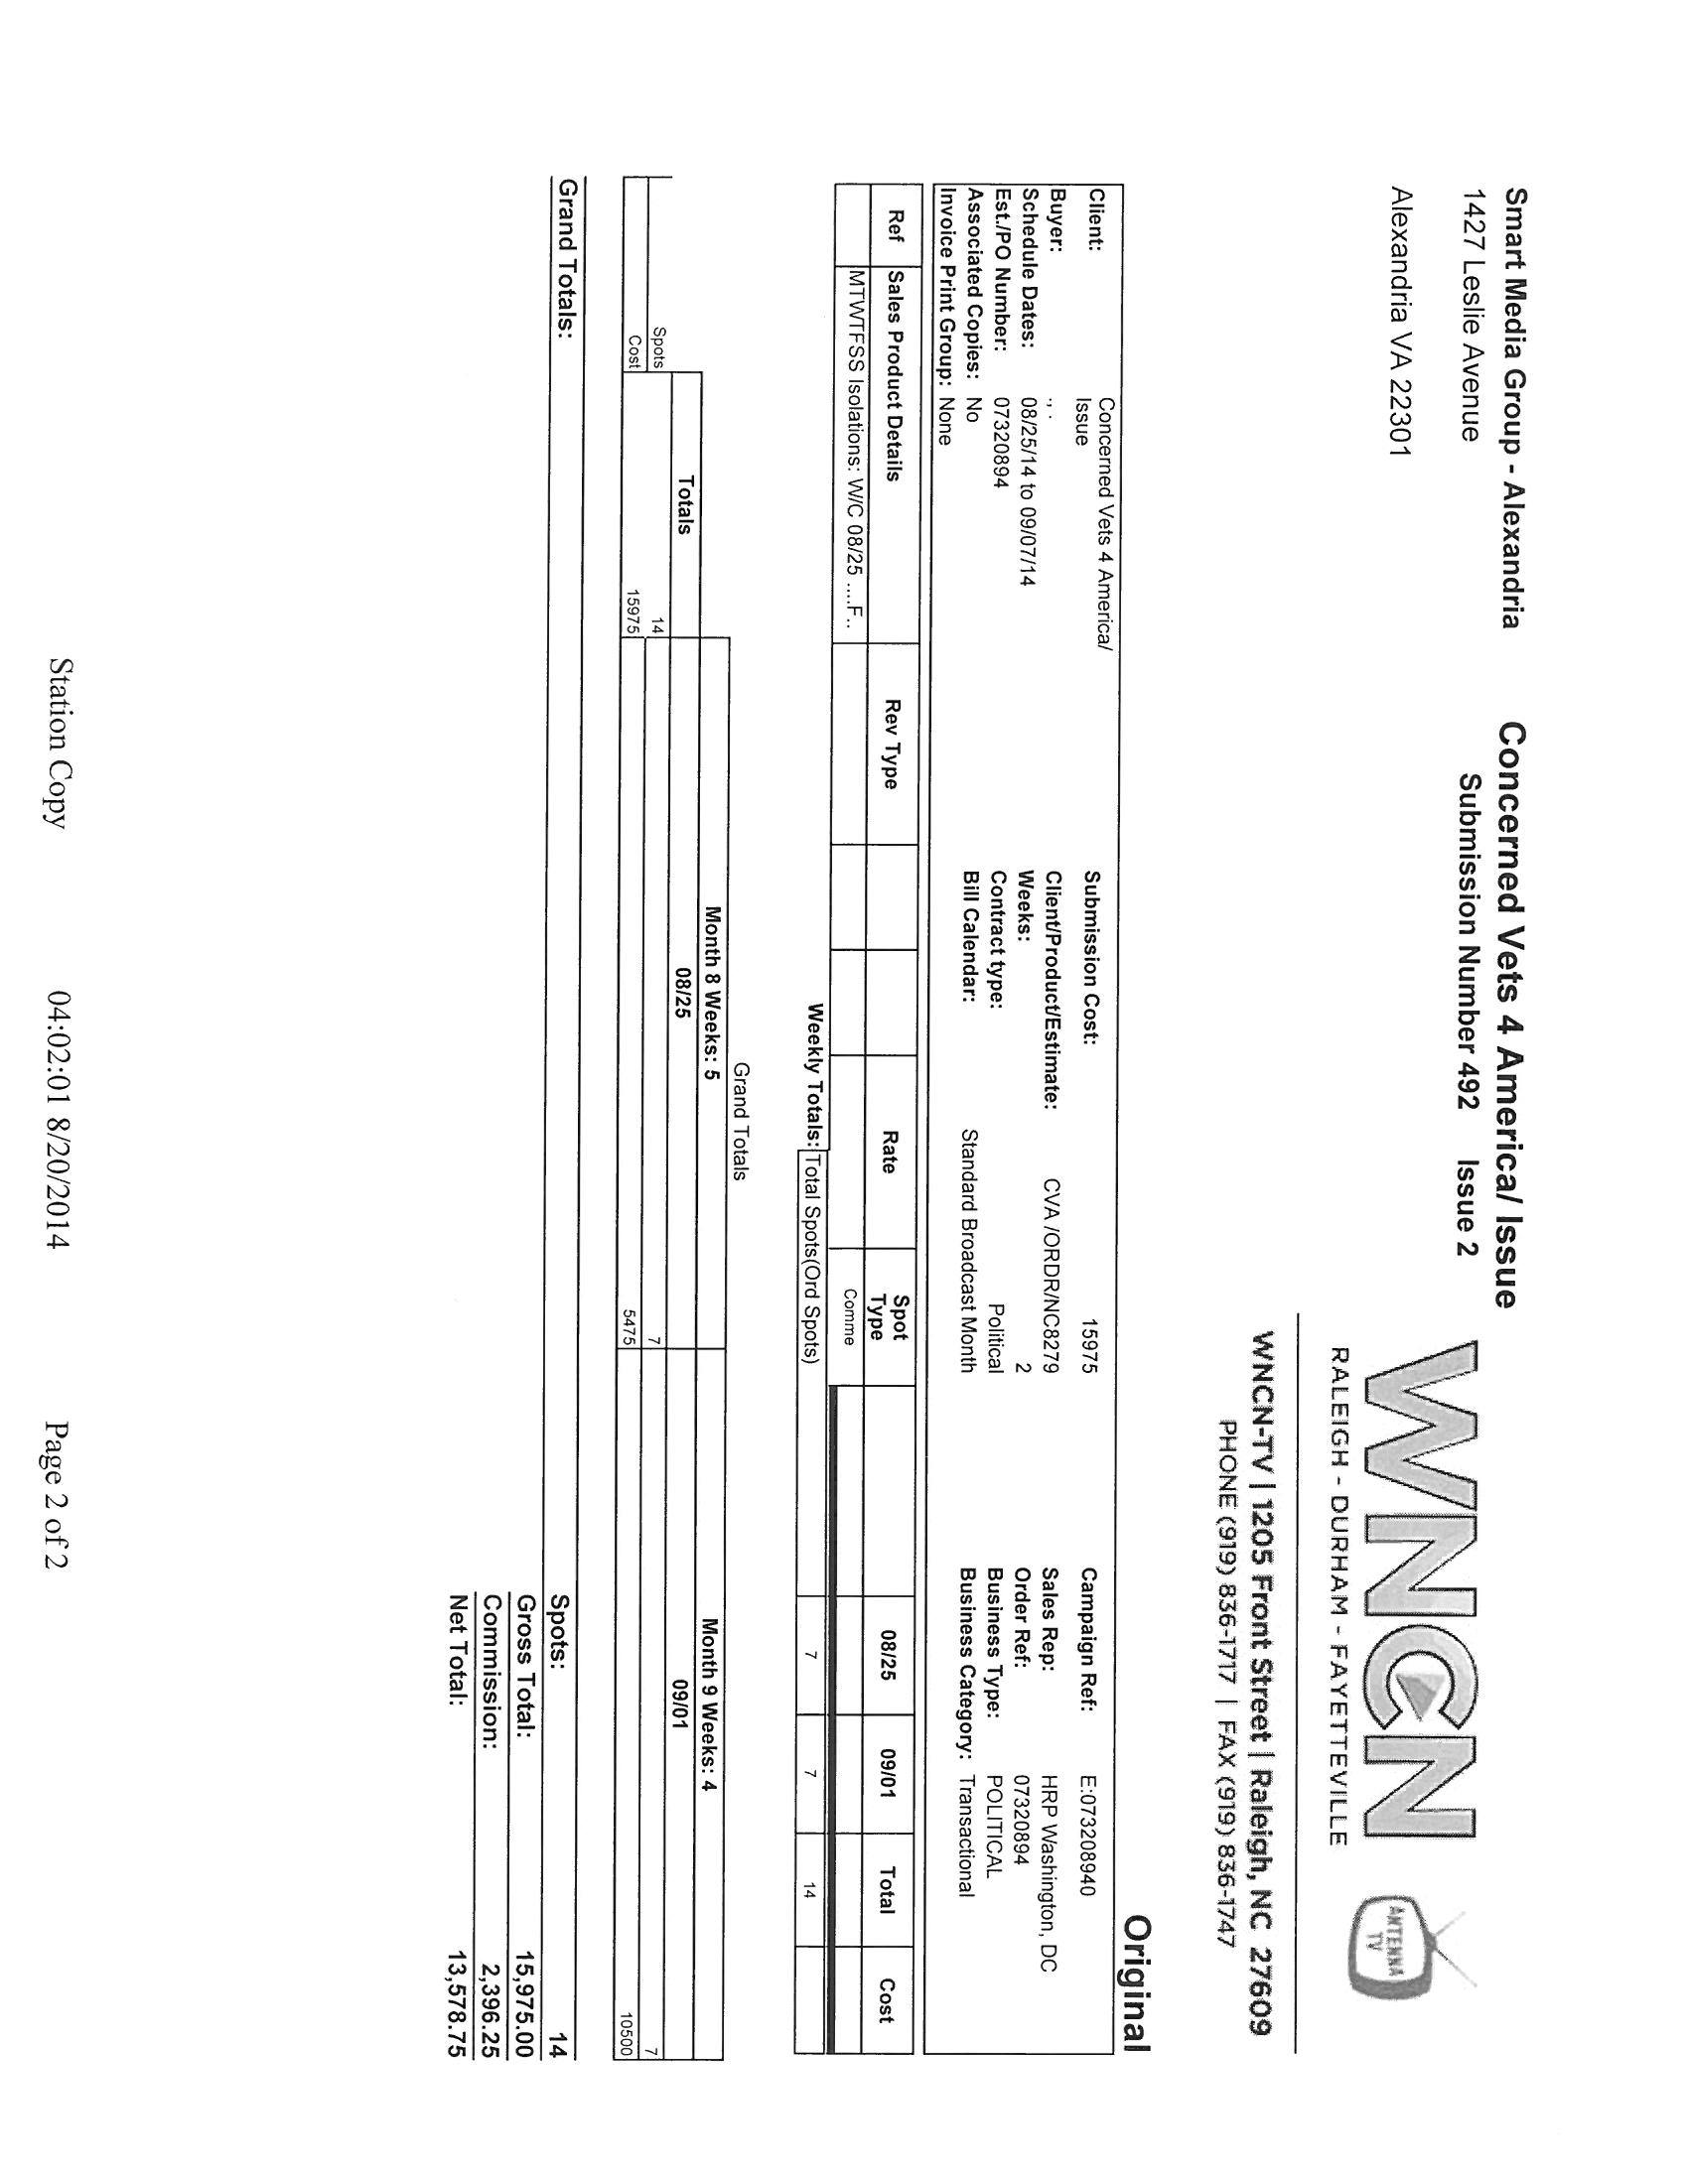 Smart Media Group - Alexandria
1427 Leslie Avenue
Alexandria VA 22301
Concerned Vets 4 America/ Issue
Submission Number 492 Issue 2
WNCN
RALEIGH - DURHAM - FAYETTEVILLE
ANTENNA
TV
WNCN-TV | 1205 Front Street | Raleigh, NC 27609
PHONE (919) 836-1717 | FAX (919) 836-1747
Original
Client: Concerned Vets 4 America/
Issue
Buyer: ., .
Schedule Dates: 08/25/14 to 09/07/14
Est./PO Number: 07320894
Associated Copies: No
Invoice Print Group: None
Submission Cost: 15975
Client/Product/Estimate: CVA /ORDR/NC8279
Weeks: 2
Contract type: Political
Bill Calendar: Standard Broadcast Month
Campaign Ref: E:073208940
Sales Rep: HRP Washington, DC
Order Ref: 07320894
Business Type: POLITICAL
Business Category: Transactional
Ref Sales Product Details Rev Type Rate Spot Type 08/25 09/01 Total Cost
MTWTFSS Isolations: W/C 08/25 ....F.. Comme
Weekly Totals: Total Spots(Ord Spots) 7 7 14
Grand Totals
Month 8 Weeks: 5 Month 9 Weeks: 4
Totals 08/25 09/01
Spots 14 7 7
Cost 15975 5475 10500
Grand Totals: Spots: 14
Gross Total: 15,975.00
Commission: 2,396.25
Net Total: 13,578.75
Station Copy 04:02:01 8/20/2014 Page 2 of 2